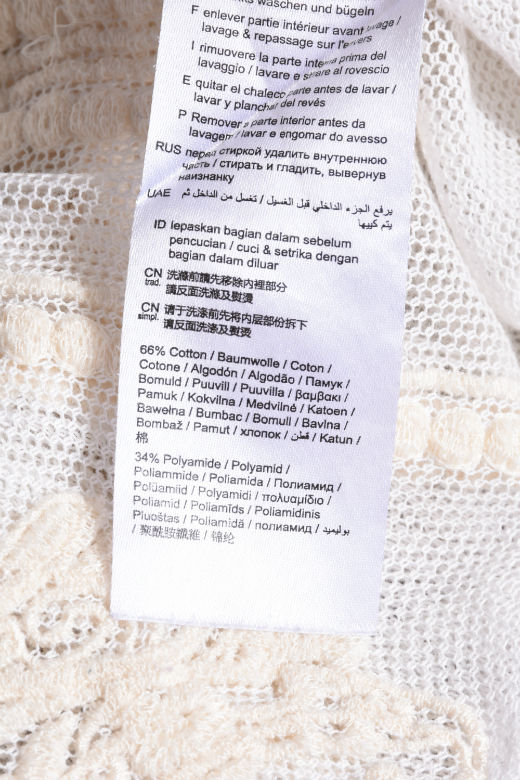 waschen und bügeln
F enlever partie intérieur avant lavage /
lavage & repassage sur l'envers
I rimuovere la parte interna prima del
lavaggio / lavare e stirare al rovescio
E quitar el chaleco parte antes de lavar /
lavar y planchar del revés
P Remover a parte interior antes da
lavagem / lavar e engomar do avesso
RUS перед стиркой удалить внутреннюю
часть / стирать и гладить, вывернув
наизнанку
UAE يرفع الجزء الداخلي قبل الغسيل / تغسل من الداخل ثم
يتم كييها
ID lepaskan bagian dalam sebelum
pencucian / cuci & setrika dengan
bagian dalam diluar
CN 洗滌前請先移除內裡部分
trad. 請反面洗滌及熨燙
CN 请于洗涤前先将内层部份拆下
simpl. 请反面洗涤及熨烫
66% Cotton / Baumwolle / Coton /
Cotone / Algodón / Algodão / Памук /
Bomuld / Puuvill / Puuvilla / βαμβακι /
Pamuk / Kokvilna / Medvilnė / Katoen /
Bawełna / Bumbac / Bomull / Bavlna /
Bombaž / Pamut / хлопок / قطن / Katun /
棉
34% Polyamide / Polyamid /
Poliammide / Poliamida / Полиамид /
Polüamiid / Polyamidi / πολυαμίδιο /
Poliamid / Poliamīds / Poliamidinis
Pluoštas / Poliamidă / полиамид / بوليميد
/ 聚酰胺纖維 / 锦纶